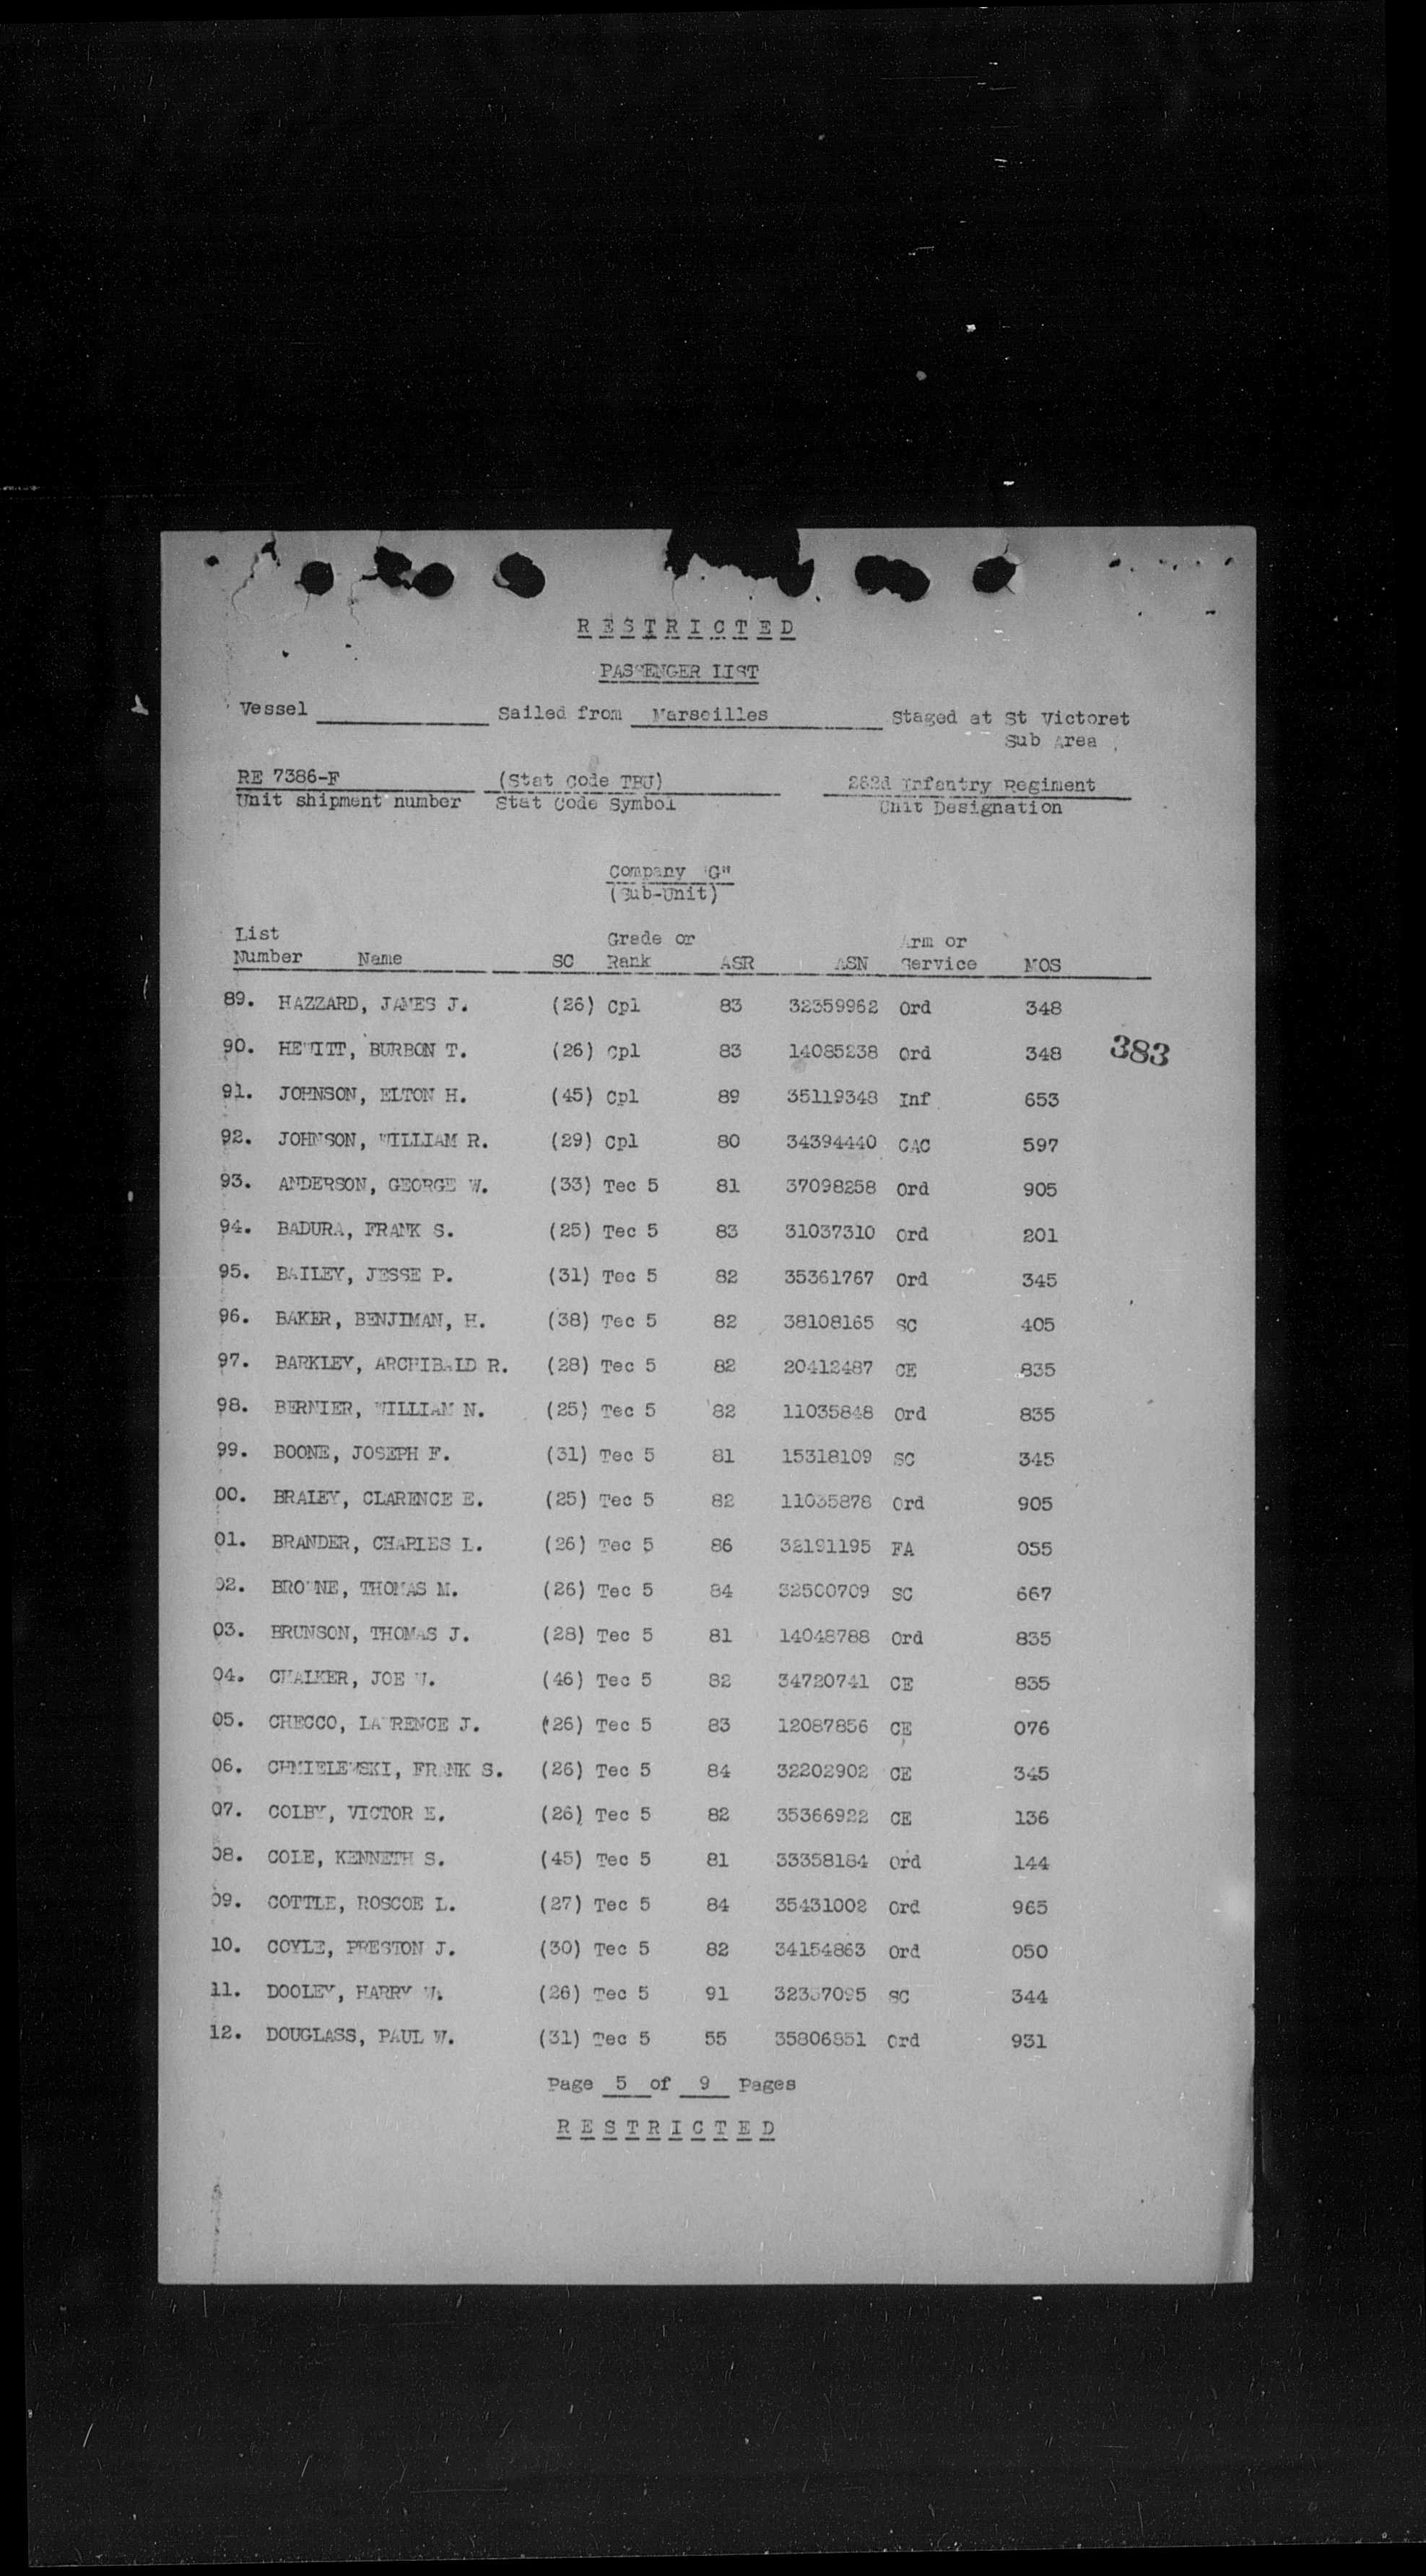 RESTRICTED
PASSENGER LIST
Vessel Sailed from Marseilles Staged at St Victoret
Sub Area
RE 7386-F (Stat Code TBU) 262d Infantry Regiment
Unit shipment number Stat Code Symbol Unit Designation
Company "G"
(Sub-Unit)
List Grade or Arm or
Number Name SC Rank ASR ASN Service MOS
89. HAZZARD, JAMES J. (26) Cpl 83 32359962 Ord 348
90. HEWITT, BURBON T. (26) Cpl 83 14085238 Ord 348 383
91. JOHNSON, ELTON H. (45) Cpl 89 35119348 Inf 653
92. JOHNSON, WILLIAM R. (29) Cpl 80 34394440 CAC 597
93. ANDERSON, GEORGE W. (33) Tec 5 81 37098258 Ord 905
94. BADURA, FRANK S. (25) Tec 5 83 31037310 Ord 201
95. BAILEY, JESSE P. (31) Tec 5 82 35361767 Ord 345
96. BAKER, BENJIMAN, H. (38) Tec 5 82 38108165 SC 405
97. BARKLEY, ARCHIBALD R. (28) Tec 5 82 20412487 CE 835
98. BERNIER, WILLIAM N. (25) Tec 5 82 11035848 Ord 835
99. BOONE, JOSEPH F. (31) Tec 5 81 15318109 SC 345
00. BRALEY, CLARENCE E. (25) Tec 5 82 11035878 Ord 905
01. BRANDER, CHARLES L. (26) Tec 5 86 32191195 FA 055
02. BROWNE, THOMAS M. (26) Tec 5 84 32500709 SC 667
03. BRUNSON, THOMAS J. (28) Tec 5 81 14048788 Ord 835
04. CHALKER, JOE W. (46) Tec 5 82 34720741 CE 835
05. CHECCO, LAWRENCE J. (26) Tec 5 83 12087856 CE 076
06. CHMIELEWSKI, FRANK S. (26) Tec 5 84 32202902 CE 345
07. COLBY, VICTOR E. (26) Tec 5 82 35366922 CE 136
08. COLE, KENNETH S. (45) Tec 5 81 33358184 Ord 144
09. COTTLE, ROSCOE L. (27) Tec 5 84 35431002 Ord 965
10. COYLE, PRESTON J. (30) Tec 5 82 34154863 Ord 050
11. DOOLEY, HARRY W. (26) Tec 5 91 SC 344
12. DOUGLASS, PAUL W. (31) Tec 5 55 35806851 Ord 931
Page 5 of 9 Pages
RESTRICTED